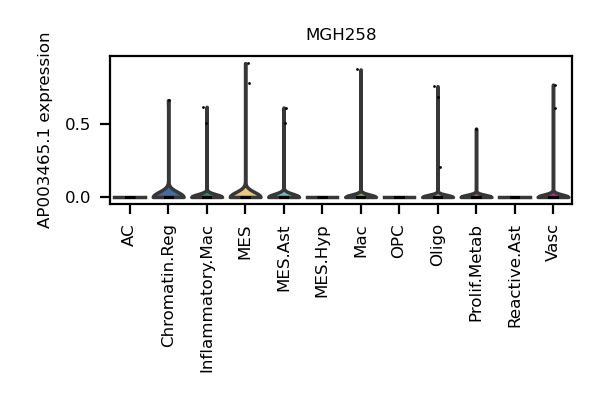 MGH258
AP003465.1 expression
0.5
0.0
AC
Chromatin.Reg
Inflammatory.Mac
MES
MES.Ast
MES.Hyp
Mac
OPC
Oligo
Prolif.Metab
Reactive.Ast
Vasc